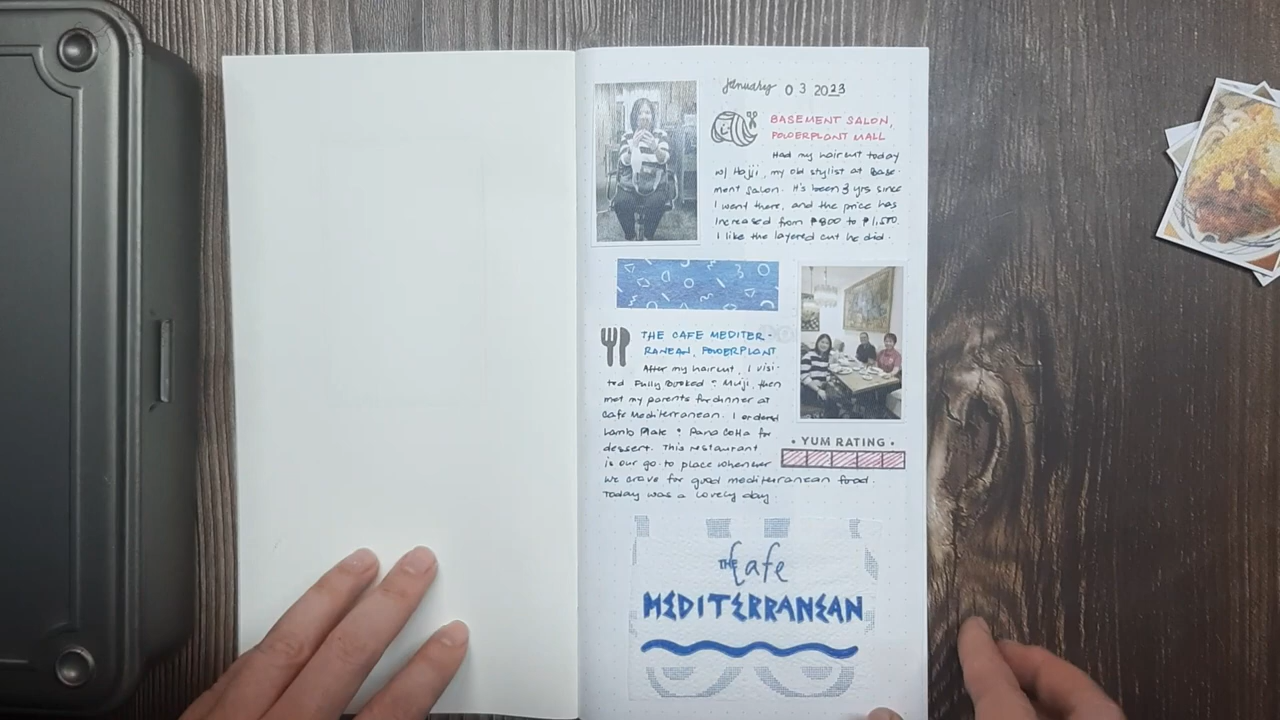 January 03 2023
BASEMENT SALON,
POWERPLANT MALL
Had my haircut today
w/ Hajji, my old stylist at Base-
ment Salon. It's been 3 yrs since
I went there, and the price has
increased from ₱800 to ₱1,500.
I like the layered cut he did.
THE CAFE MEDITER-
RANEAN, POWERPLANT
After my haircut, I visi-
ted Fully Booked & Muji, then
met my parents for dinner at
Cafe Mediterranean. I ordered
Lamb Plate & Pana Cotta for
dessert. This restaurant
is our go-to place whenever
we crave for good mediterranean food.
Today was a lovely day.
• YUM RATING •
THE Cafe
MEDITERRANEAN